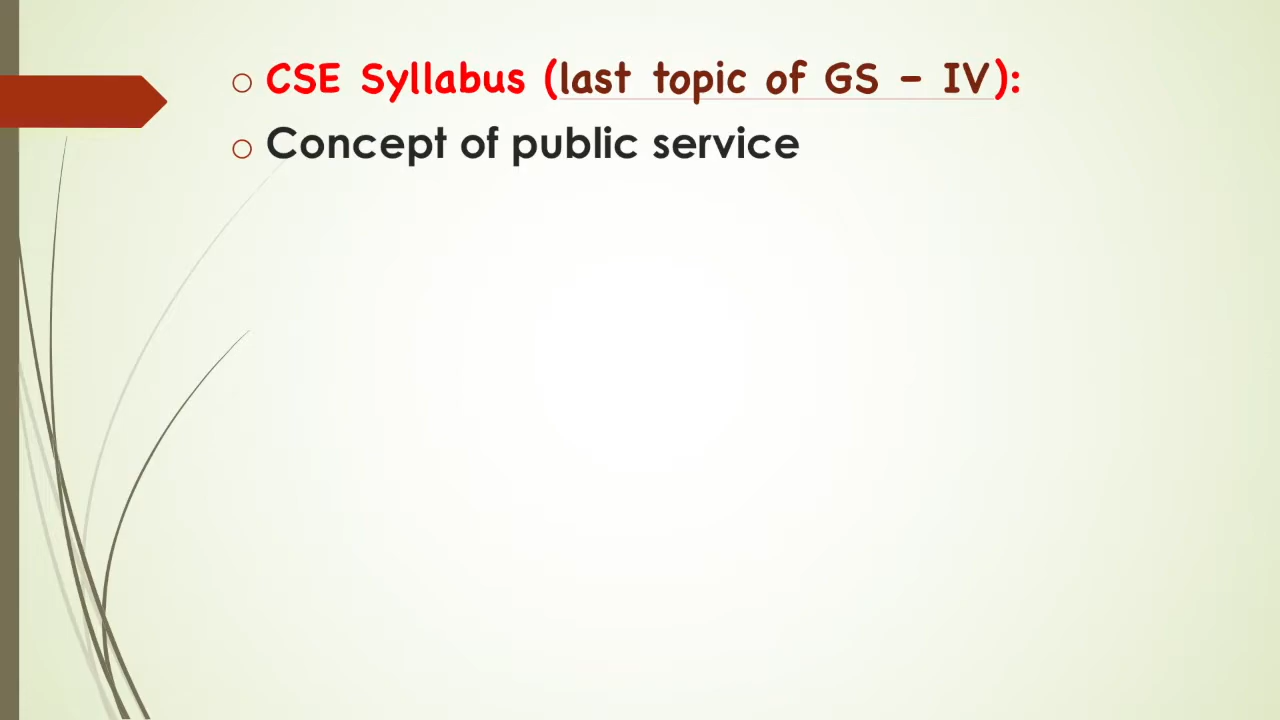 CSE Syllabus (last topic of GS – IV):
Concept of public service